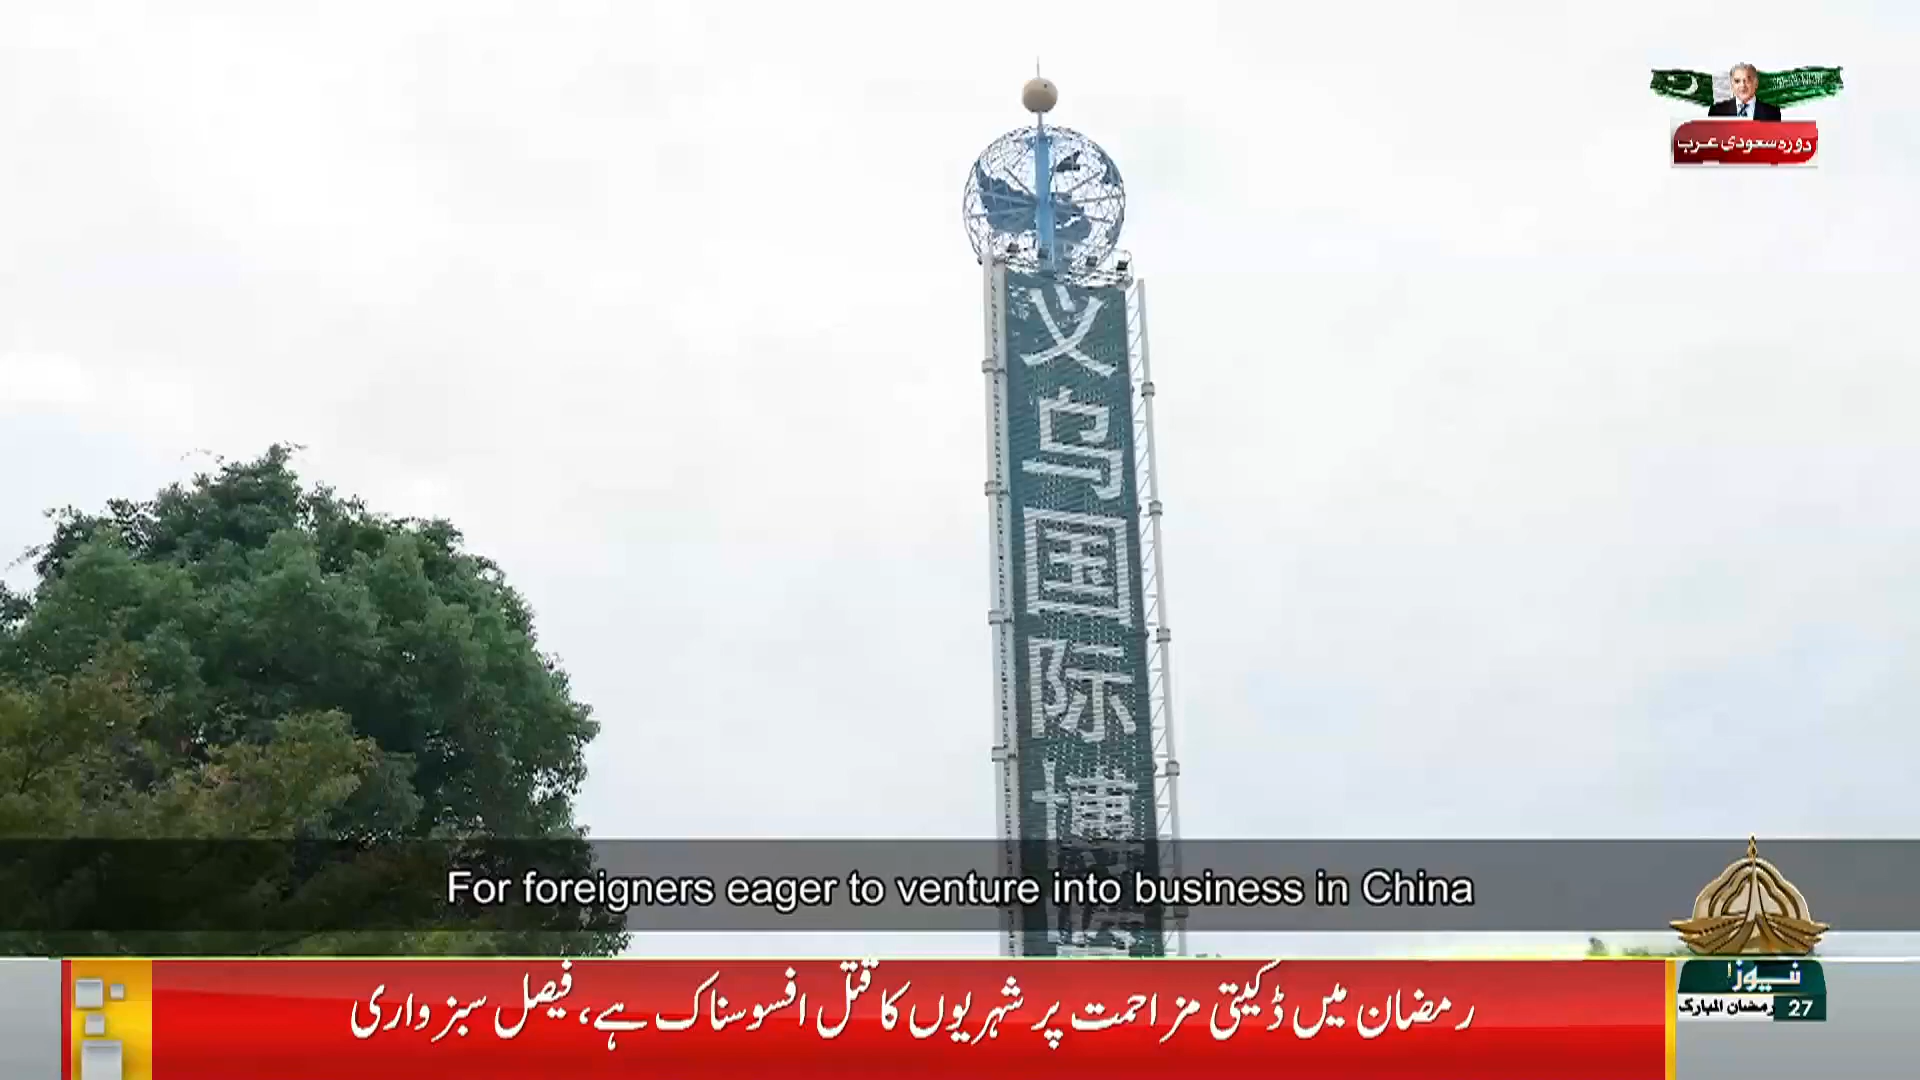 دورہ سعودی عرب
义乌国际博
For foreigners eager to venture into business in China
نیوز
رمضان المبارک 27
رمضان میں ڈکیتی مزاحمت پر شہریوں کا قتل افسوسناک ہے، فیصل سبزواری